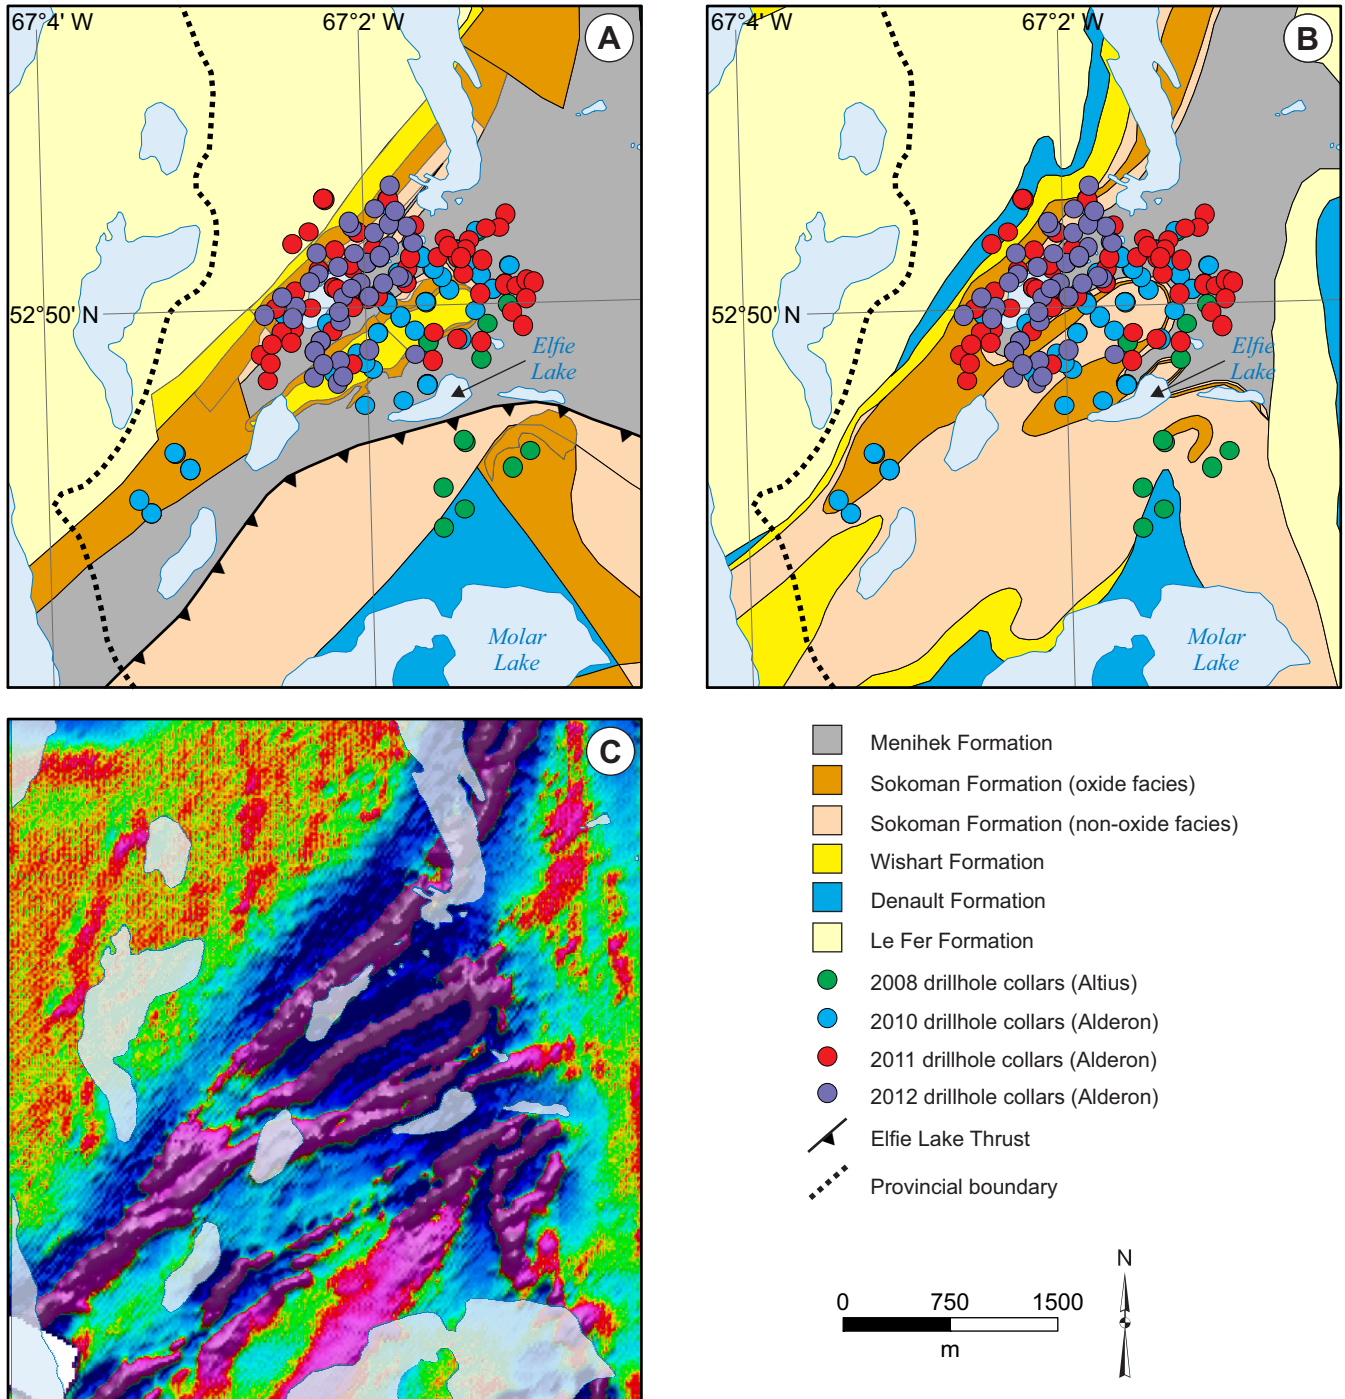 67°4' W
67°2' W
A
52°50' N
Elfie
Lake
Molar
Lake
67°4' W
67°2' W
B
52°50' N
Elfie
Lake
Molar
Lake
C
Menihek Formation
Sokoman Formation (oxide facies)
Sokoman Formation (non-oxide facies)
Wishart Formation
Denault Formation
Le Fer Formation
2008 drillhole collars (Altius)
2010 drillhole collars (Alderon)
2011 drillhole collars (Alderon)
2012 drillhole collars (Alderon)
Elfie Lake Thrust
Provincial boundary
N
0 750 1500
m